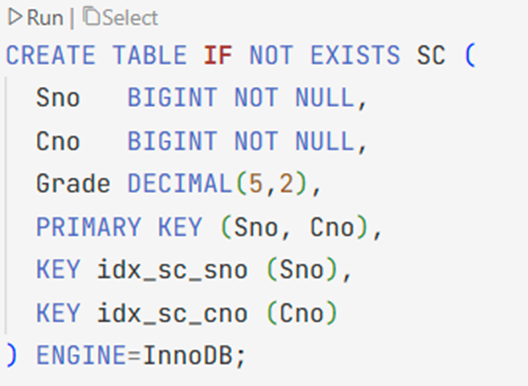 Run | Select
CREATE TABLE IF NOT EXISTS SC (
  Sno   BIGINT NOT NULL,
  Cno   BIGINT NOT NULL,
  Grade DECIMAL(5,2),
  PRIMARY KEY (Sno, Cno),
  KEY idx_sc_sno (Sno),
  KEY idx_sc_cno (Cno)
) ENGINE=InnoDB;